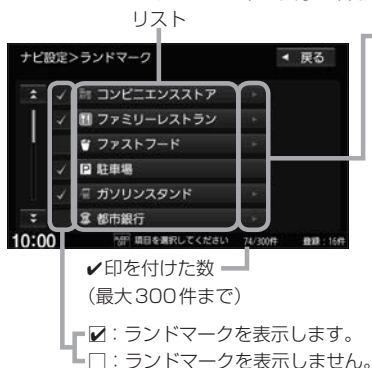 リスト
ナビ設定>ランドマーク
◀ 戻る
✓ コンビニエンスストア
✓ ファミリーレストラン
ファストフード
✓ P 駐車場
✓ ガソリンスタンド
都市銀行
10:00 項目を選択してください 74/300件 登録:16件
✔印を付けた数
(最大300件まで)
☑:ランドマークを表示します。
□:ランドマークを表示しません。